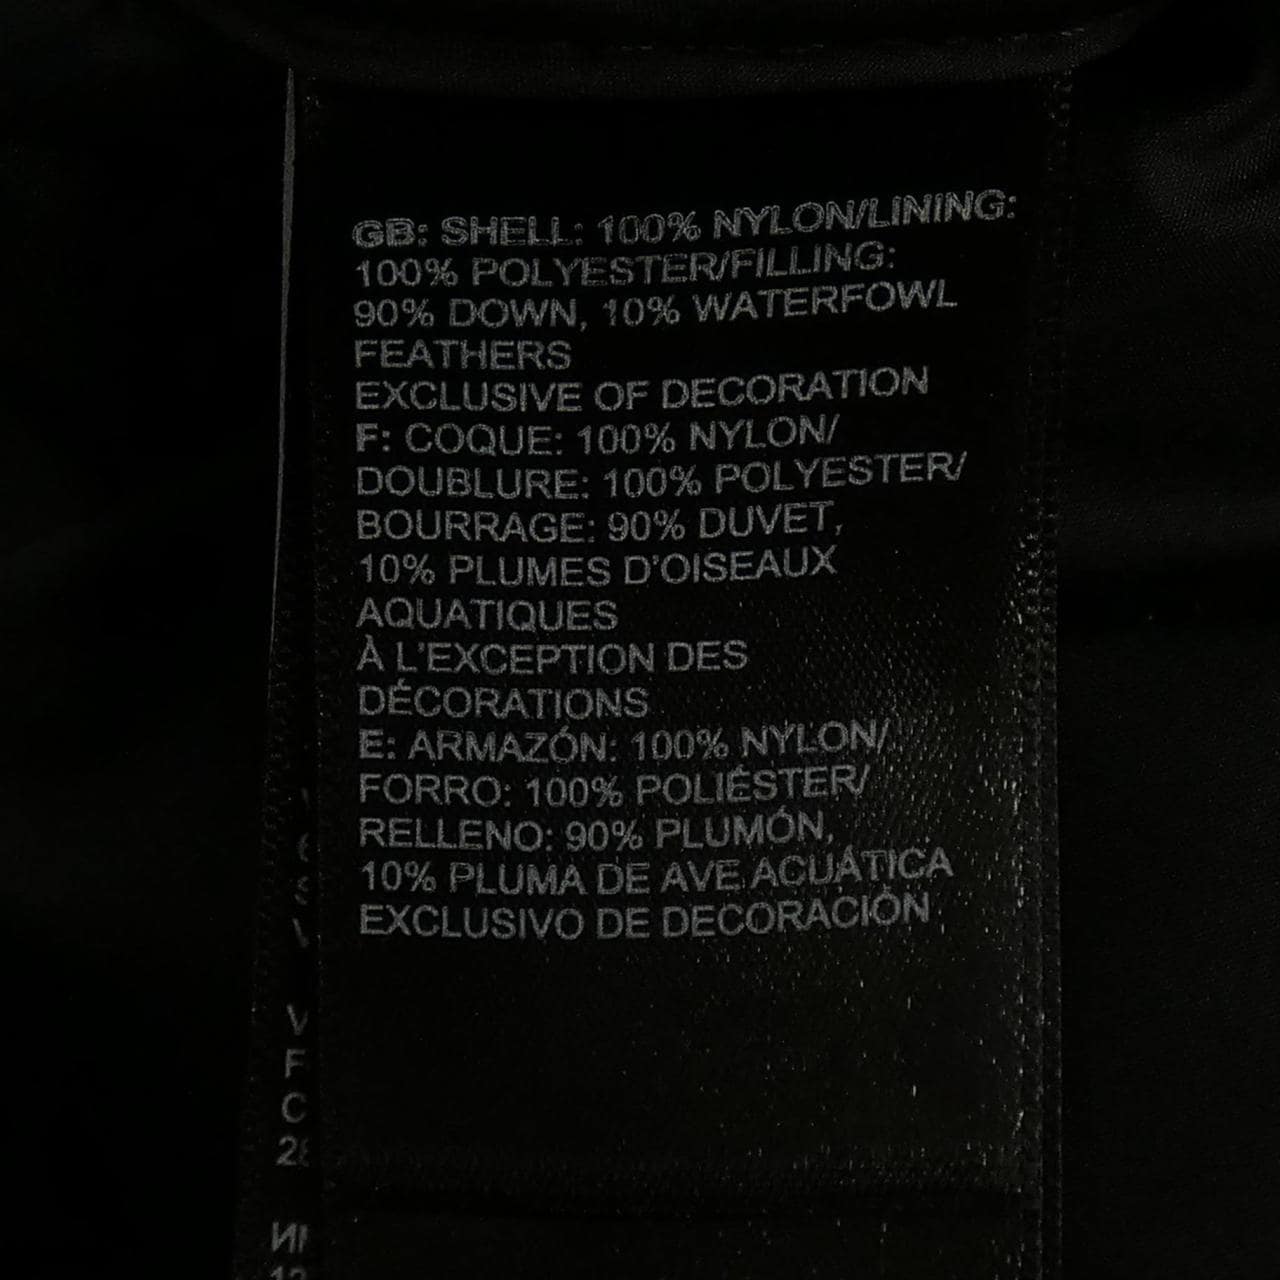 GB: SHELL: 100% NYLON/LINING:
100% POLYESTER/FILLING:
90% DOWN, 10% WATERFOWL
FEATHERS
EXCLUSIVE OF DECORATION
F: COQUE: 100% NYLON/
DOUBLURE: 100% POLYESTER/
BOURRAGE: 90% DUVET,
10% PLUMES D'OISEAUX
AQUATIQUES
À L'EXCEPTION DES
DÉCORATIONS
E: ARMAZÓN: 100% NYLON/
FORRO: 100% POLIÉSTER/
RELLENO: 90% PLUMÓN,
10% PLUMA DE AVE ACUÁTICA
EXCLUSIVO DE DECORACIÓN